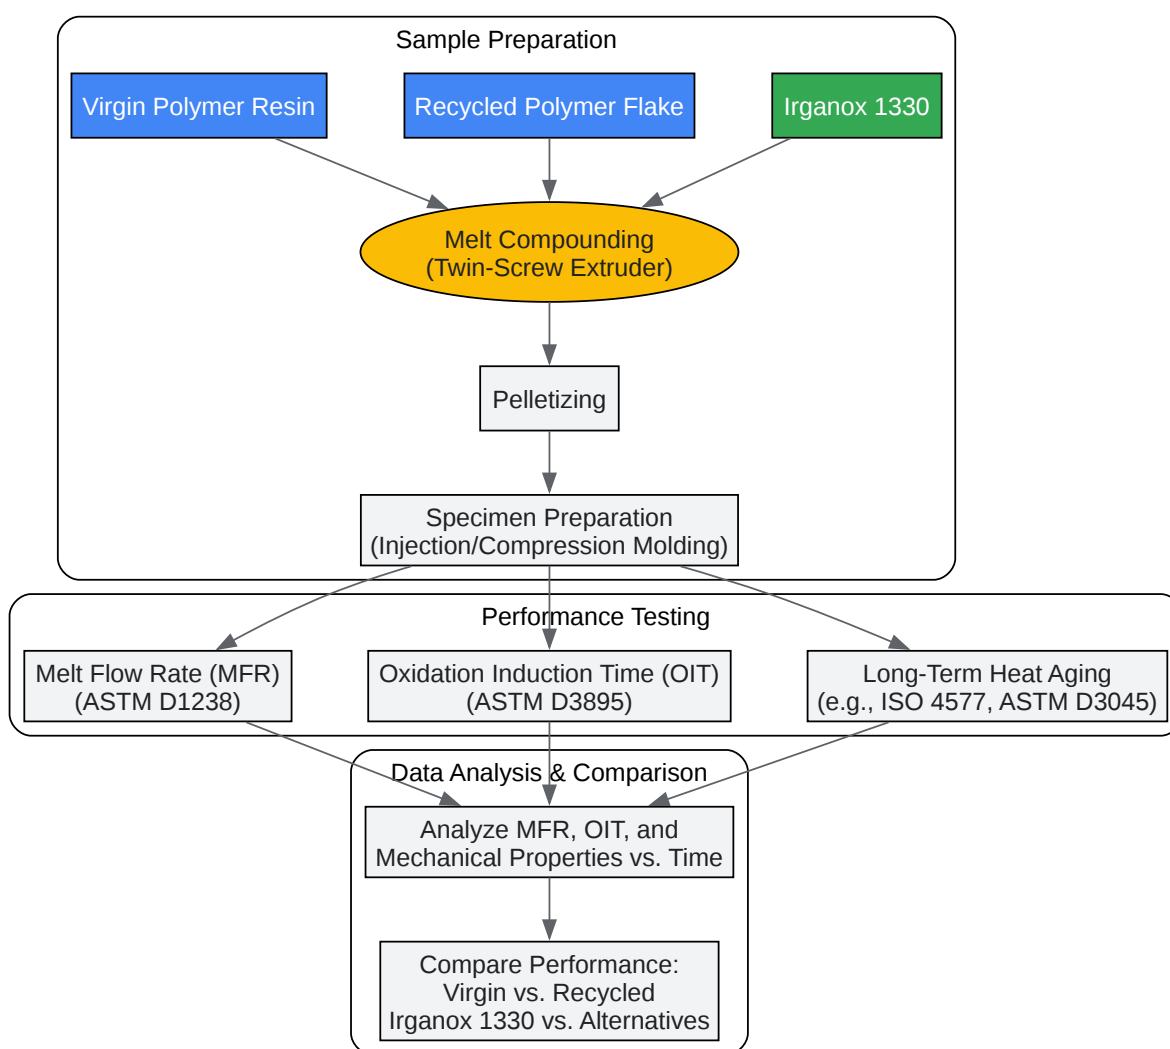 Sample Preparation
Virgin Polymer Resin
Recycled Polymer Flake
Irganox 1330
Melt Compounding
(Twin-Screw Extruder)
Pelletizing
Specimen Preparation
(Injection/Compression Molding)
Performance Testing
Melt Flow Rate (MFR)
(ASTM D1238)
Oxidation Induction Time (OIT)
(ASTM D3895)
Long-Term Heat Aging
(e.g., ISO 4577, ASTM D3045)
Data Analysis & Comparison
Analyze MFR, OIT, and
Mechanical Properties vs. Time
Compare Performance:
Virgin vs. Recycled
Irganox 1330 vs. Alternatives